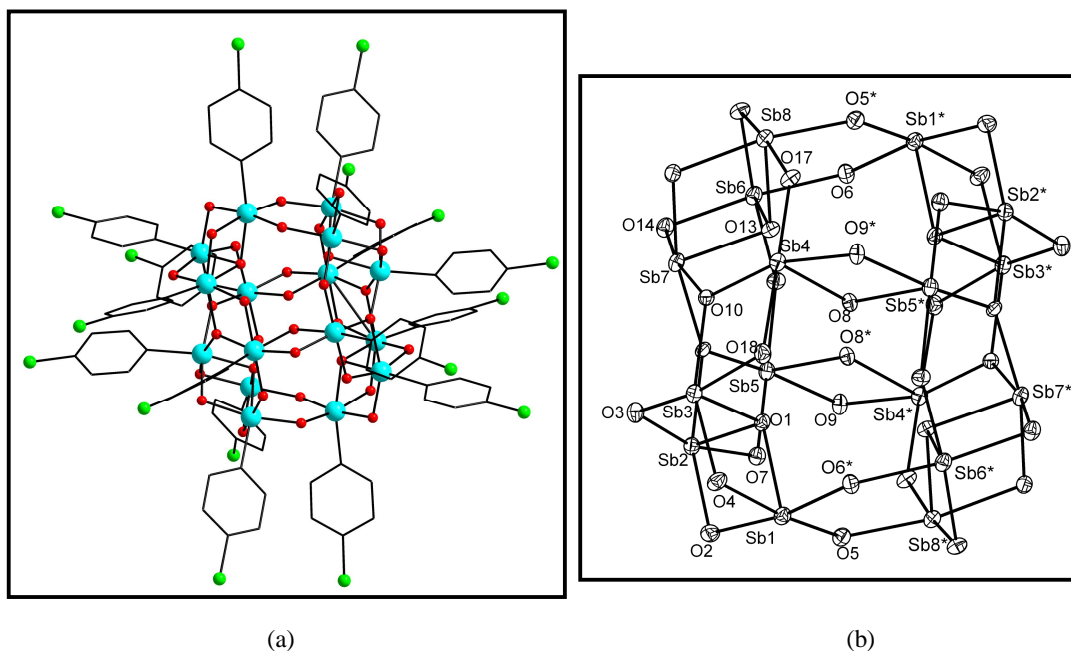 O5*
Sb8
Sb1*
O17
Sb6
O6
Sb2*
O14
O13
O9*
Sb4
Sb7
Sb3*
Sb5*
O10
O8
O18
O8*
Sb5
Sb7*
Sb3
O9
Sb4*
O3
O1
Sb2
O7
Sb6*
O6*
O4
O2
Sb1
O5
Sb8*
(a)
(b)